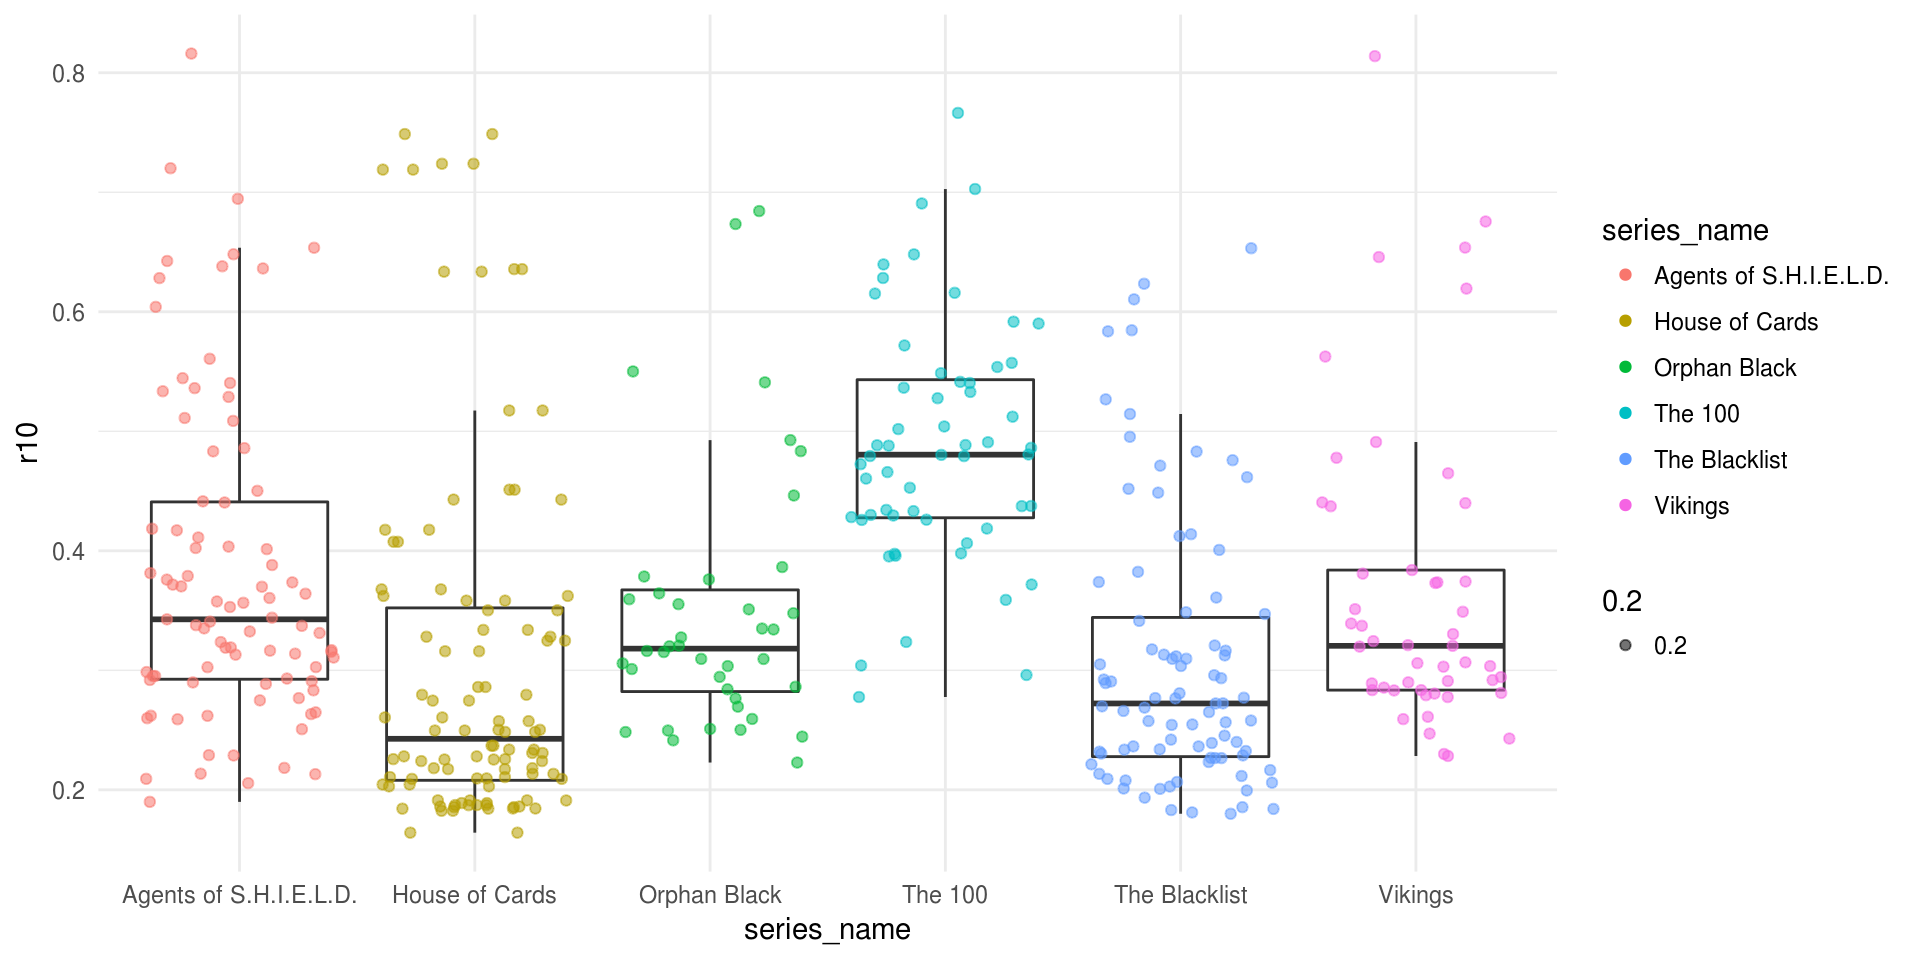 0.8
0.6
0.4
0.2
r10
Agents of S.H.I.E.L.D.
House of Cards
Orphan Black
The 100
The Blacklist
Vikings
series_name
series_name
Agents of S.H.I.E.L.D.
House of Cards
Orphan Black
The 100
The Blacklist
Vikings
0.2
0.2